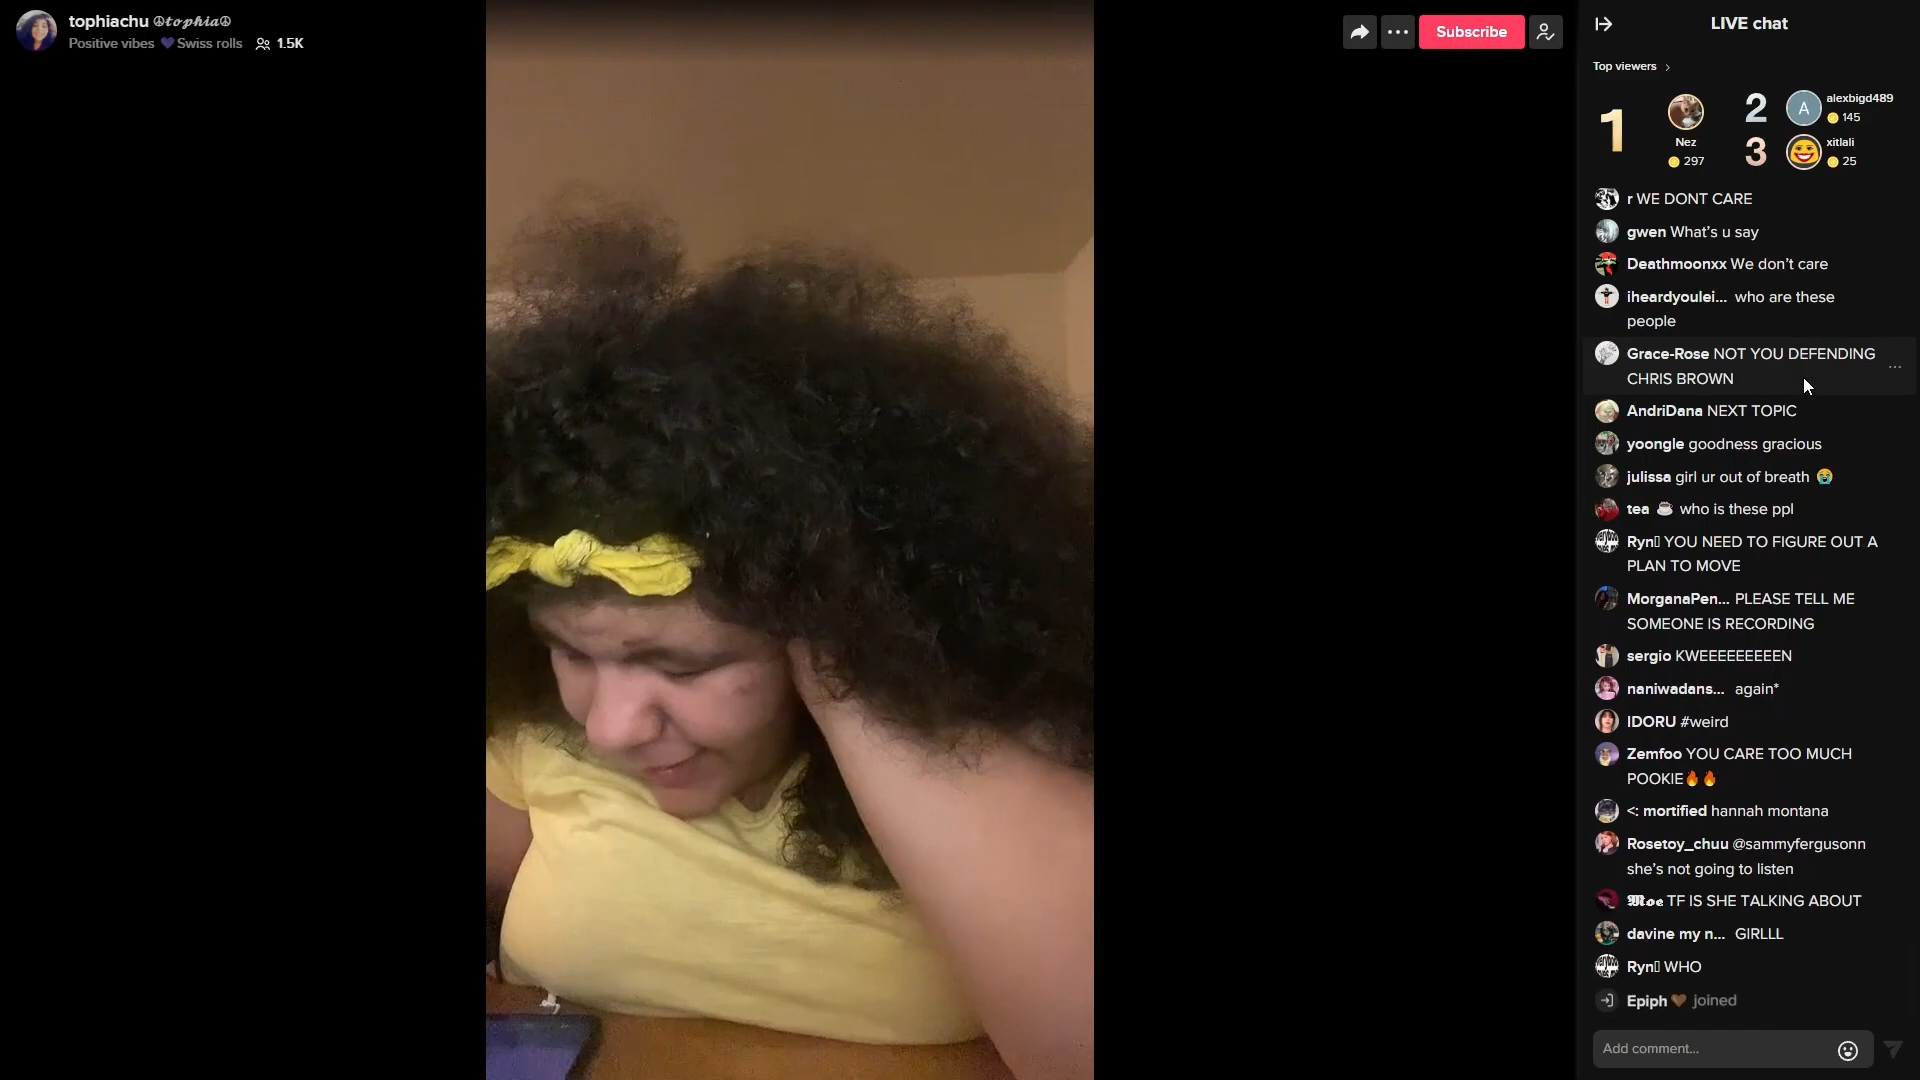 tophiachu ☮𝓽𝓸𝓹𝓱𝓲𝓪☮
Positive vibes 💜 Swiss rolls 1.5K
Subscribe
LIVE chat
Top viewers
1
Nez
297
2
A
alexbigd489
145
3
xitlali
25
r WE DONT CARE
gwen What's u say
Deathmoonxx We don't care
iheardyoulei... who are these
people
Grace-Rose NOT YOU DEFENDING
CHRIS BROWN
AndriDana NEXT TOPIC
yoongle goodness gracious
julissa girl ur out of breath 😭
tea ☕ who is these ppl
Ryn YOU NEED TO FIGURE OUT A
PLAN TO MOVE
MorganaPen... PLEASE TELL ME
SOMEONE IS RECORDING
sergio KWEEEEEEEEEN
naniwadans... again*
IDORU #weird
Zemfoo YOU CARE TOO MUCH
POOKIE🔥🔥
<: mortified hannah montana
Rosetoy_chuu @sammyfergusonn
she's not going to listen
TF IS SHE TALKING ABOUT
davine my n... GIRLLL
Ryn WHO
Epiph 🤎 joined
Add comment...